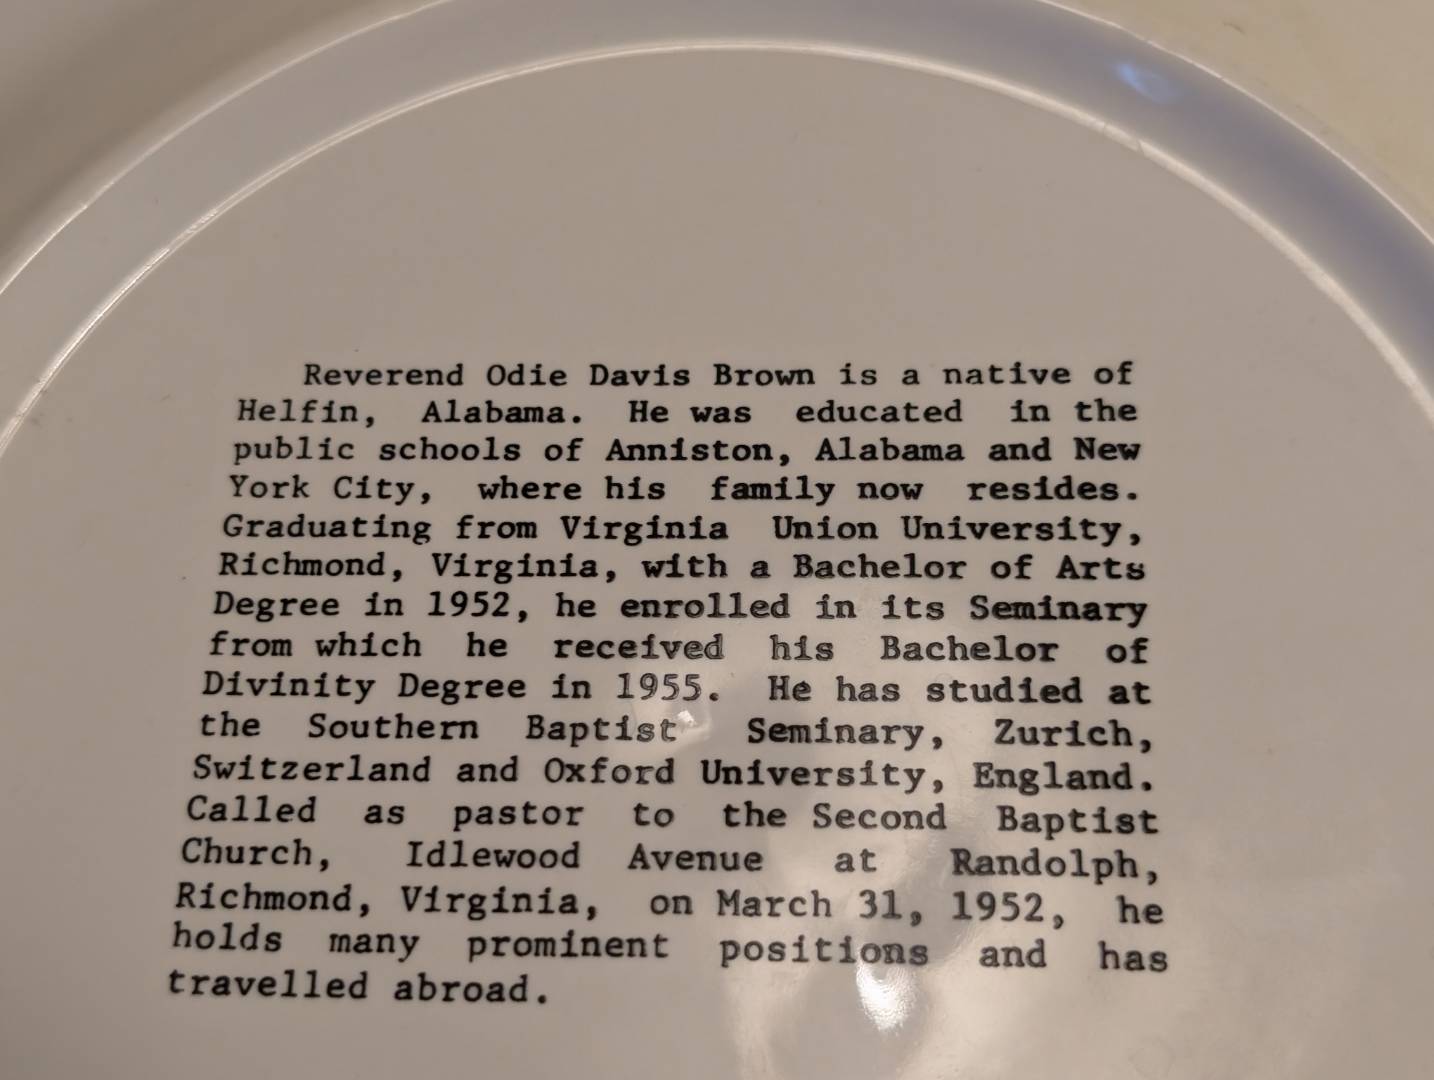 Reverend Odie Davis Brown is a native of
Helfin, Alabama. He was educated in the
public schools of Anniston, Alabama and New
York City, where his family now resides.
Graduating from Virginia Union University,
Richmond, Virginia, with a Bachelor of Arts
Degree in 1952, he enrolled in its Seminary
from which he received his Bachelor of
Divinity Degree in 1955. He has studied at
the Southern Baptist Seminary, Zurich,
Switzerland and Oxford University, England.
Called as pastor to the Second Baptist
Church, Idlewood Avenue at Randolph,
Richmond, Virginia, on March 31, 1952, he
holds many prominent positions and has
travelled abroad.